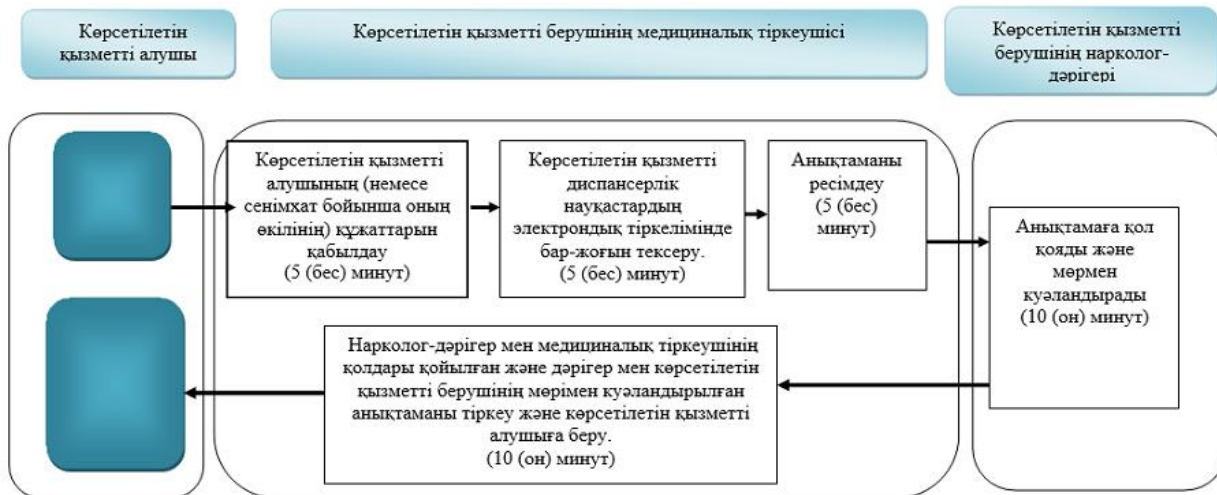 Көрсетілетін
қызметті алушы
Көрсетілетін қызметті берушінің медициналық тіркеушісі
Көрсетілетін қызметті
берушінің нарколог-
дәрігері
Көрсетілетін қызметті
алушының (немесе
сенімхат бойынша оның
өкілінің) құжаттарын
қабылдау
(5 (бес) минут)
Көрсетілетін қызметті
диспансерлік
науқастардың
электрондық тіркелімінде
бар-жоғын тексеру.
(5 (бес) минут)
Анықтаманы
ресімдеу
(5 (бес)
минут)
Анықтамаға қол
қояды және
мөрмен
куәландырады
(10 (он) минут)
Нарколог-дәрігер мен медициналық тіркеушінің
қолдары қойылған және дәрігер мен көрсетілетін
қызметті берушінің мөрімен куәландырылған
анықтаманы тіркеу және көрсетілетін қызметті
алушыға беру.
(10 (он) минут)